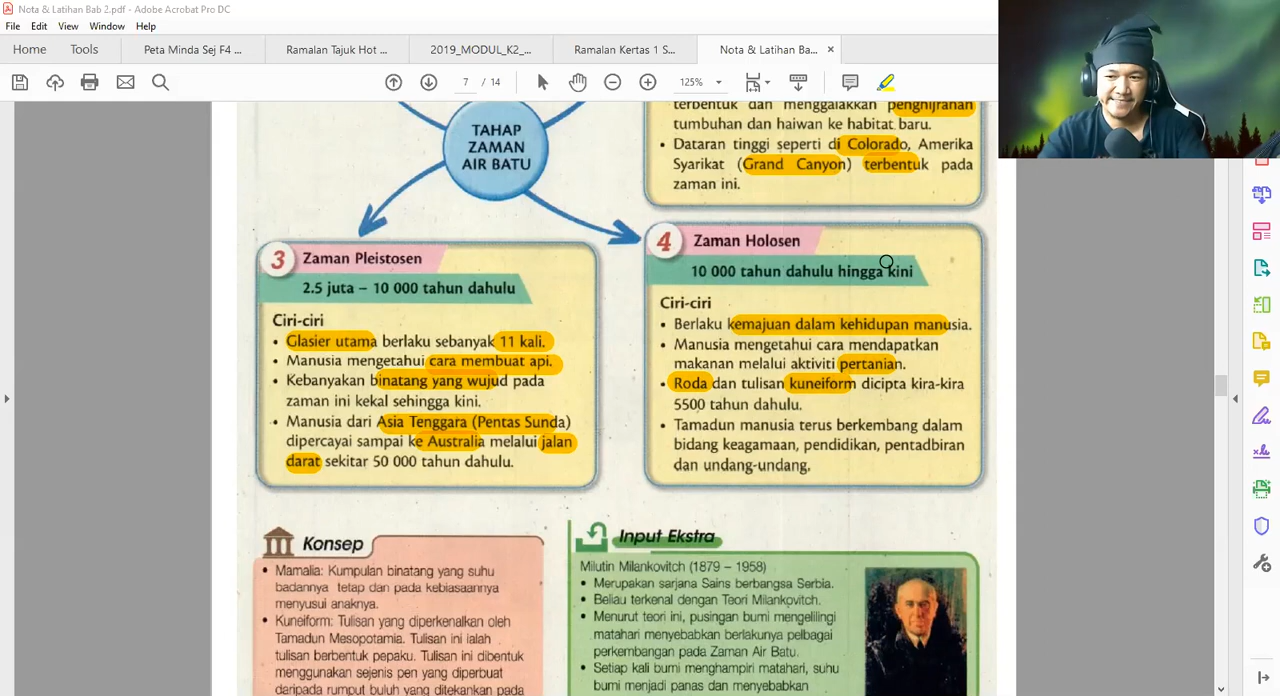 Nota & Latihan Bab 2.pdf - Adobe Acrobat Pro DC
File Edit View Window Help
Home Tools Peta Minda Sej F4 ... Ramalan Tajuk Hot ... 2019_MODUL_K2_... Ramalan Kertas 1 S... Nota & Latihan Ba... ×
7 / 14 125%
TAHAP
ZAMAN
AIR BATU
terbentuk dan menggalakkan penghijrahan
tumbuhan dan haiwan ke habitat baru.
• Dataran tinggi seperti di Colorado, Amerika
Syarikat (Grand Canyon) terbentuk pada
zaman ini.
3 Zaman Pleistosen
2.5 juta – 10 000 tahun dahulu
Ciri-ciri
• Glasier utama berlaku sebanyak 11 kali.
• Manusia mengetahui cara membuat api.
• Kebanyakan binatang yang wujud pada
zaman ini kekal sehingga kini.
• Manusia dari Asia Tenggara (Pentas Sunda)
dipercayai sampai ke Australia melalui jalan
darat sekitar 50 000 tahun dahulu.
4 Zaman Holosen
10 000 tahun dahulu hingga kini
Ciri-ciri
• Berlaku kemajuan dalam kehidupan manusia.
• Manusia mengetahui cara mendapatkan
makanan melalui aktiviti pertanian.
• Roda dan tulisan kuneiform dicipta kira-kira
5500 tahun dahulu.
• Tamadun manusia terus berkembang dalam
bidang keagamaan, pendidikan, pentadbiran
dan undang-undang.
Konsep
• Mamalia: Kumpulan binatang yang suhu
badannya tetap dan pada kebiasaannya
menyusui anaknya.
• Kuneiform: Tulisan yang diperkenalkan oleh
Tamadun Mesopotamia. Tulisan ini ialah
tulisan berbentuk pepaku. Tulisan ini dibentuk
menggunakan sejenis pen yang diperbuat
daripada rumput buluh yang ditekankan pada
Input Ekstra
Milutin Milankovitch (1879 – 1958)
• Merupakan sarjana Sains berbangsa Serbia.
• Beliau terkenal dengan Teori Milankovitch.
• Menurut teori ini, pusingan bumi mengelilingi
matahari menyebabkan berlakunya pelbagai
perkembangan pada Zaman Air Batu.
• Setiap kali bumi menghampiri matahari, suhu
bumi menjadi panas dan menyebabkan